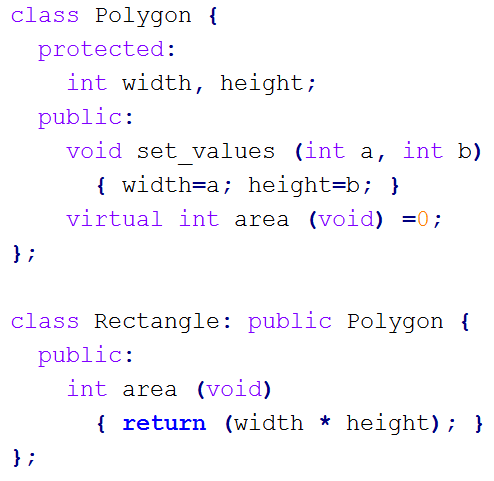 class Polygon {
  protected:
    int width, height;
  public:
    void set_values (int a, int b)
      { width=a; height=b; }
    virtual int area (void) =0;
};

class Rectangle: public Polygon {
  public:
    int area (void)
      { return (width * height); }
};